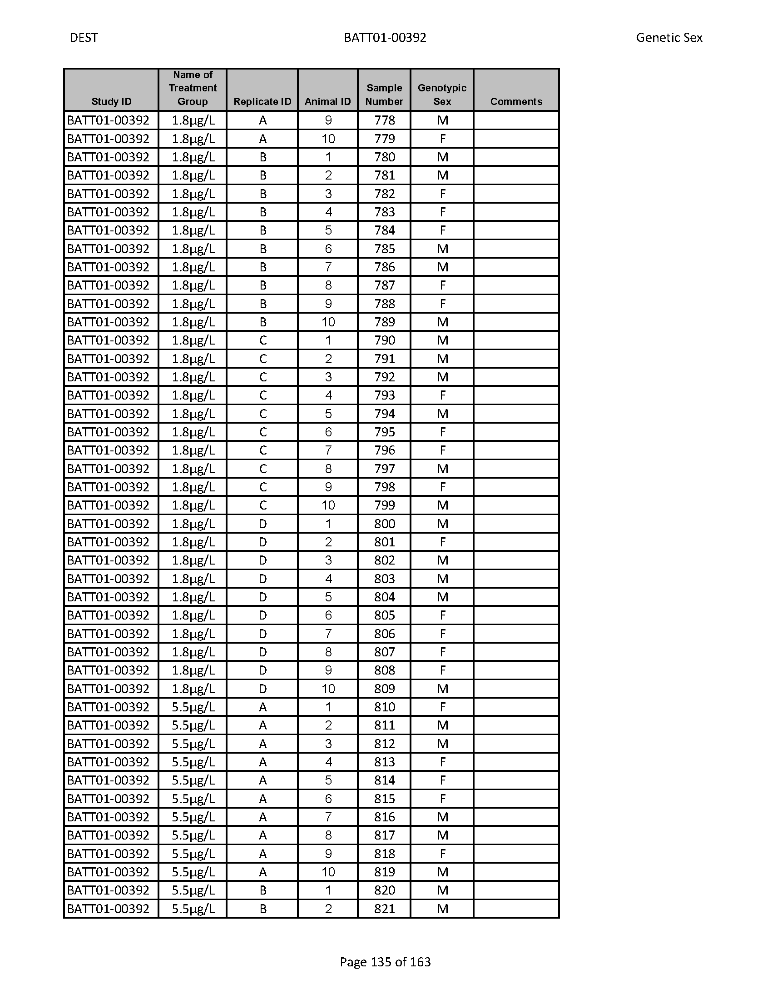 DEST BATT01-00392 Genetic Sex
Study ID Name of Treatment Group Replicate ID Animal ID Sample Number Genotypic Sex Comments
BATT01-00392 1.8µg/L A 9 778 M
BATT01-00392 1.8µg/L A 10 779 F
BATT01-00392 1.8µg/L B 1 780 M
BATT01-00392 1.8µg/L B 2 781 M
BATT01-00392 1.8µg/L B 3 782 F
BATT01-00392 1.8µg/L B 4 783 F
BATT01-00392 1.8µg/L B 5 784 F
BATT01-00392 1.8µg/L B 6 785 M
BATT01-00392 1.8µg/L B 7 786 M
BATT01-00392 1.8µg/L B 8 787 F
BATT01-00392 1.8µg/L B 9 788 F
BATT01-00392 1.8µg/L B 10 789 M
BATT01-00392 1.8µg/L C 1 790 M
BATT01-00392 1.8µg/L C 2 791 M
BATT01-00392 1.8µg/L C 3 792 M
BATT01-00392 1.8µg/L C 4 793 F
BATT01-00392 1.8µg/L C 5 794 M
BATT01-00392 1.8µg/L C 6 795 F
BATT01-00392 1.8µg/L C 7 796 F
BATT01-00392 1.8µg/L C 8 797 M
BATT01-00392 1.8µg/L C 9 798 F
BATT01-00392 1.8µg/L C 10 799 M
BATT01-00392 1.8µg/L D 1 800 M
BATT01-00392 1.8µg/L D 2 801 F
BATT01-00392 1.8µg/L D 3 802 M
BATT01-00392 1.8µg/L D 4 803 M
BATT01-00392 1.8µg/L D 5 804 M
BATT01-00392 1.8µg/L D 6 805 F
BATT01-00392 1.8µg/L D 7 806 F
BATT01-00392 1.8µg/L D 8 807 F
BATT01-00392 1.8µg/L D 9 808 F
BATT01-00392 1.8µg/L D 10 809 M
BATT01-00392 5.5µg/L A 1 810 F
BATT01-00392 5.5µg/L A 2 811 M
BATT01-00392 5.5µg/L A 3 812 M
BATT01-00392 5.5µg/L A 4 813 F
BATT01-00392 5.5µg/L A 5 814 F
BATT01-00392 5.5µg/L A 6 815 F
BATT01-00392 5.5µg/L A 7 816 M
BATT01-00392 5.5µg/L A 8 817 M
BATT01-00392 5.5µg/L A 9 818 F
BATT01-00392 5.5µg/L A 10 819 M
BATT01-00392 5.5µg/L B 1 820 M
BATT01-00392 5.5µg/L B 2 821 M
Page 135 of 163